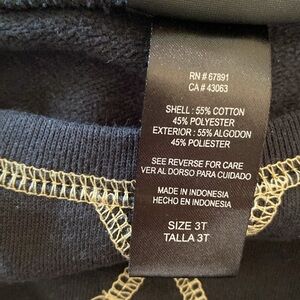 RN # 67891
CA # 43063
SHELL : 55% COTTON
45% POLYESTER
EXTERIOR : 55% ALGODON
45% POLIESTER
SEE REVERSE FOR CARE
VER AL DORSO PARA CUIDADO
MADE IN INDONESIA
HECHO EN INDONESIA
SIZE 3T
TALLA 3T